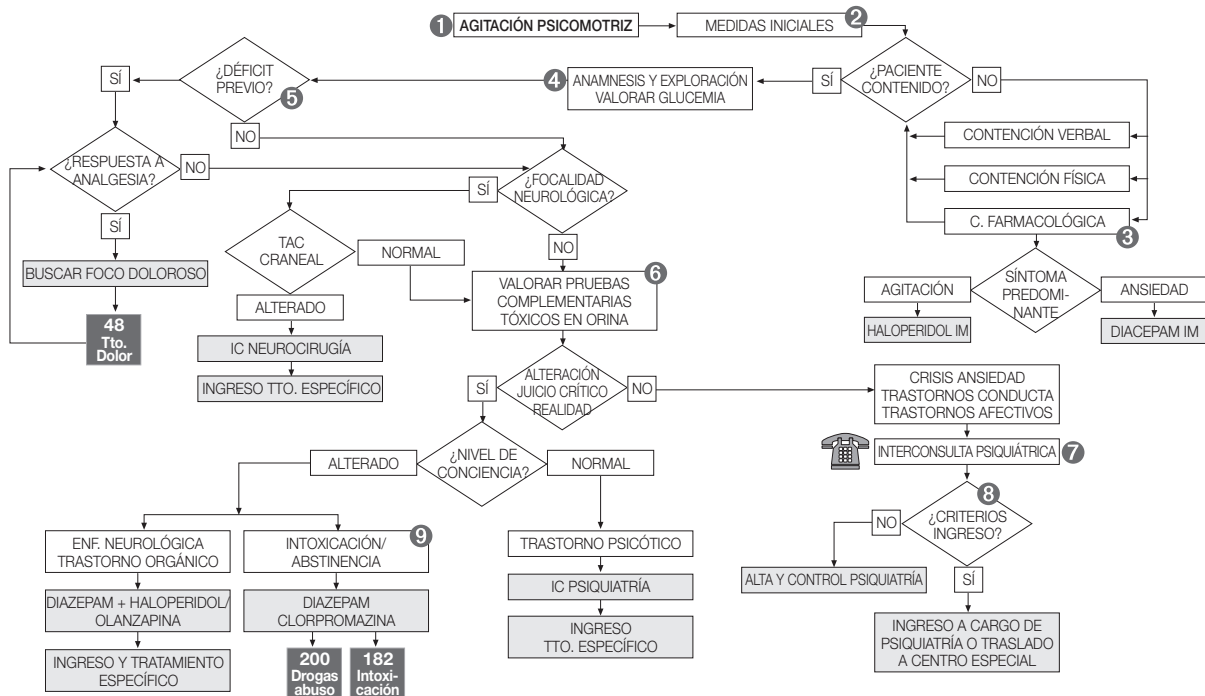 1 AGITACIÓN PSICOMOTRIZ
MEDIDAS INICIALES 2
¿PACIENTE
CONTENIDO?
SÍ
NO
4 ANAMNESIS Y EXPLORACIÓN
VALORAR GLUCEMIA
¿DÉFICIT
PREVIO?
5
SÍ
NO
CONTENCIÓN VERBAL
CONTENCIÓN FÍSICA
C. FARMACOLÓGICA
3
¿RESPUESTA A
ANALGESIA?
NO
SÍ
¿FOCALIDAD
NEUROLÓGICA?
SÍ
NO
BUSCAR FOCO DOLOROSO
48
Tto.
Dolor
TAC
CRANEAL
NORMAL
ALTERADO
IC NEUROCIRUGÍA
INGRESO TTO. ESPECÍFICO
6
VALORAR PRUEBAS
COMPLEMENTARIAS
TÓXICOS EN ORINA
SÍNTOMA
PREDOMI-
NANTE
AGITACIÓN
HALOPERIDOL IM
ANSIEDAD
DIACEPAM IM
ALTERACIÓN
JUICIO CRÍTICO
REALIDAD
SÍ
NO
CRISIS ANSIEDAD
TRASTORNOS CONDUCTA
TRASTORNOS AFECTIVOS
INTERCONSULTA PSIQUIÁTRICA 7
8
¿CRITERIOS
INGRESO?
NO
SÍ
ALTA Y CONTROL PSIQUIATRÍA
INGRESO A CARGO DE
PSIQUIATRÍA O TRASLADO
A CENTRO ESPECIAL
¿NIVEL DE
CONCIENCIA?
ALTERADO
NORMAL
ENF. NEUROLÓGICA
TRASTORNO ORGÁNICO
DIAZEPAM + HALOPERIDOL/
OLANZAPINA
INGRESO Y TRATAMIENTO
ESPECÍFICO
9
INTOXICACIÓN/
ABSTINENCIA
DIAZEPAM
CLORPROMAZINA
200
Drogas
abuso
182
Intoxi-
cación
TRASTORNO PSICÓTICO
IC PSIQUIATRÍA
INGRESO
TTO. ESPECÍFICO